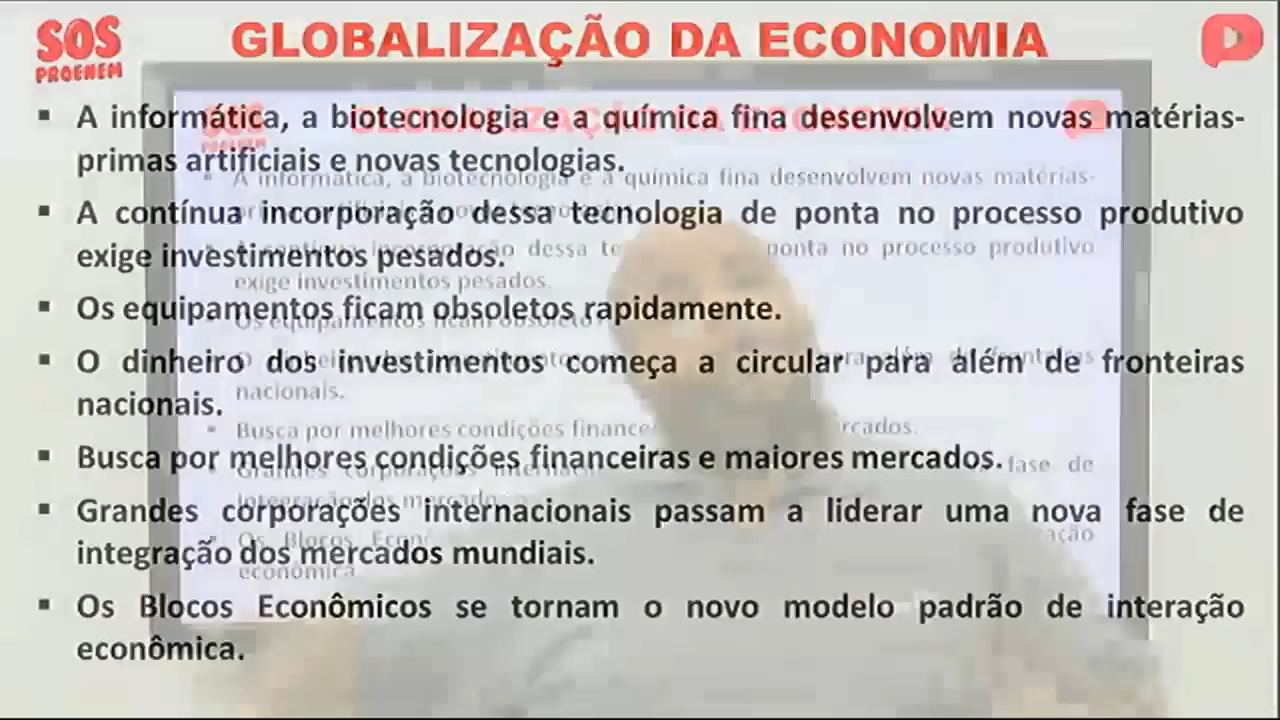 SOS
PROENEM
GLOBALIZAÇÃO DA ECONOMIA
▪ A informática, a biotecnologia e a química fina desenvolvem novas matérias-
primas artificiais e novas tecnologias.
▪ A contínua incorporação dessa tecnologia de ponta no processo produtivo
exige investimentos pesados.
▪ Os equipamentos ficam obsoletos rapidamente.
▪ O dinheiro dos investimentos começa a circular para além de fronteiras
nacionais.
▪ Busca por melhores condições financeiras e maiores mercados.
▪ Grandes corporações internacionais passam a liderar uma nova fase de
integração dos mercados mundiais.
▪ Os Blocos Econômicos se tornam o novo modelo padrão de interação
econômica.